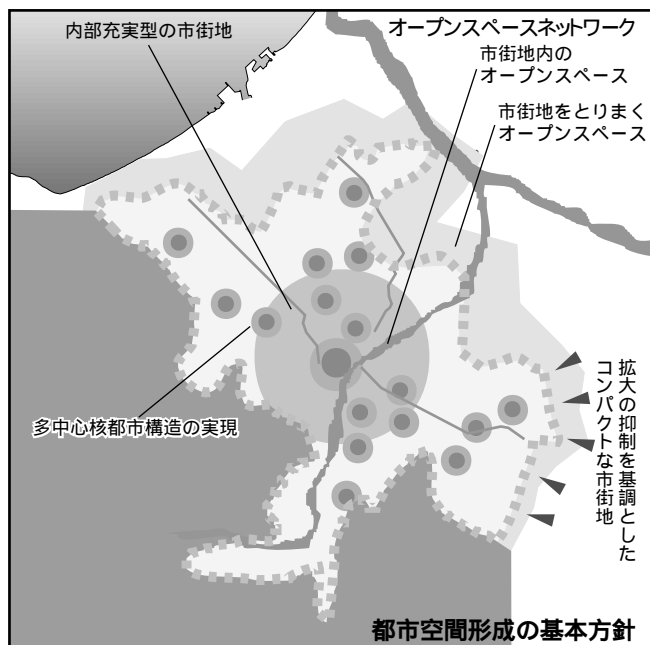 内部充実型の市街地
オープンスペースネットワーク
市街地内の
オープンスペース
市街地をとりまく
オープンスペース
多中心核都市構造の実現
拡大の抑制を基調とした
コンパクトな市街地
都市空間形成の基本方針